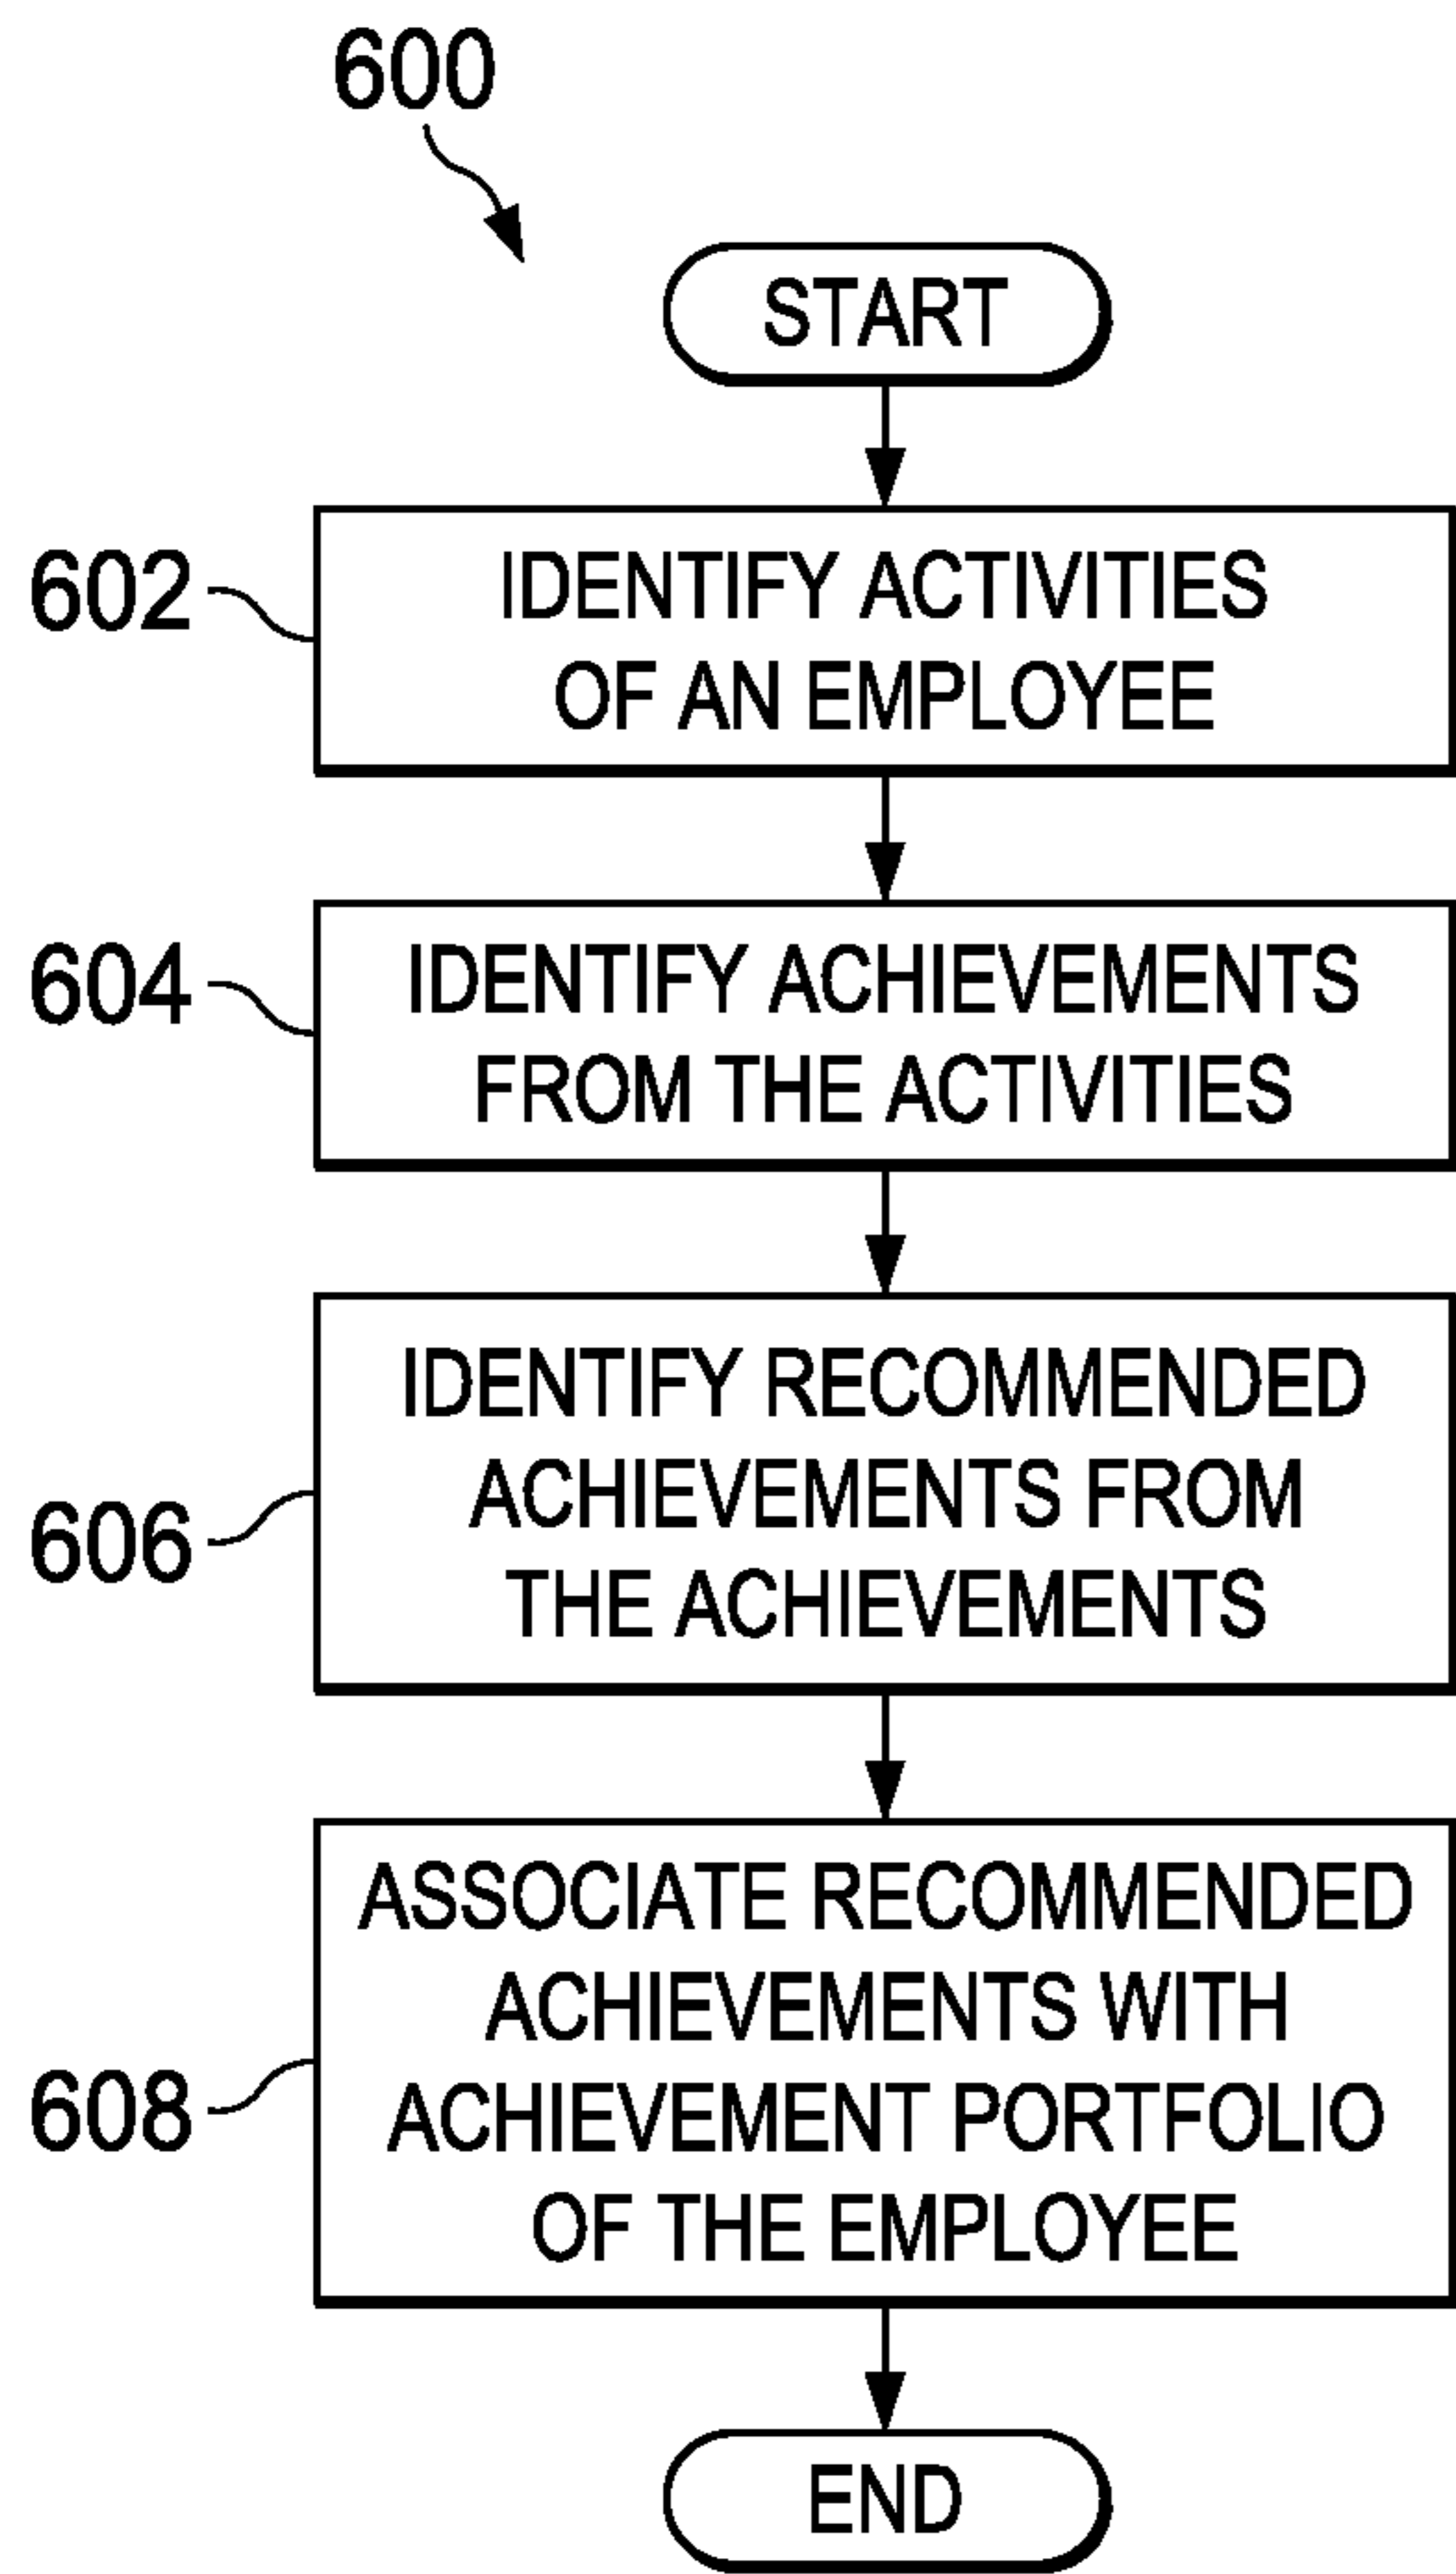 600
START
602
IDENTIFY ACTIVITIES
OF AN EMPLOYEE
604
IDENTIFY ACHIEVEMENTS
FROM THE ACTIVITIES
606
IDENTIFY RECOMMENDED
ACHIEVEMENTS FROM
THE ACHIEVEMENTS
608
ASSOCIATE RECOMMENDED
ACHIEVEMENTS WITH
ACHIEVEMENT PORTFOLIO
OF THE EMPLOYEE
END